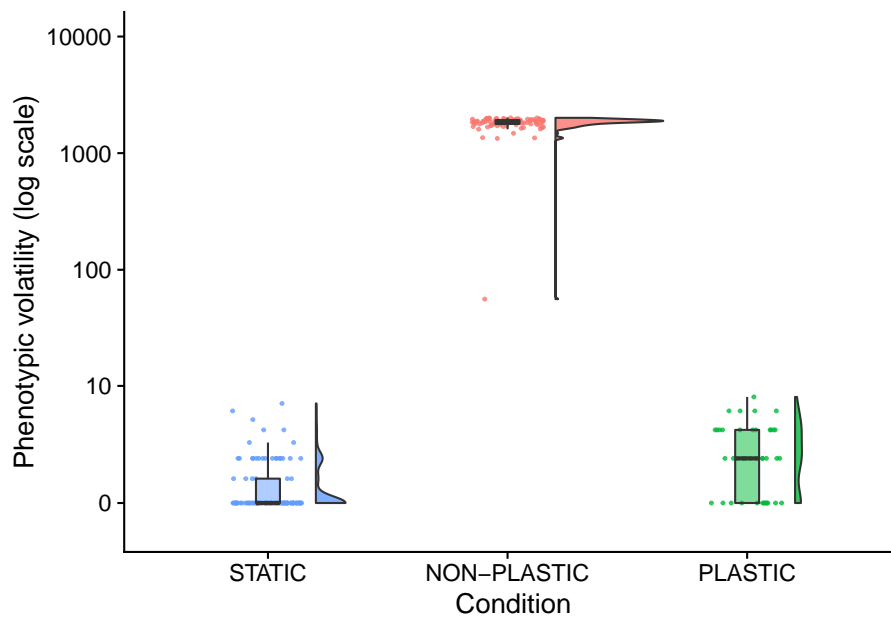 Phenotypic volatility (log scale)
10000
1000
100
10
0
STATIC
NON−PLASTIC
PLASTIC
Condition